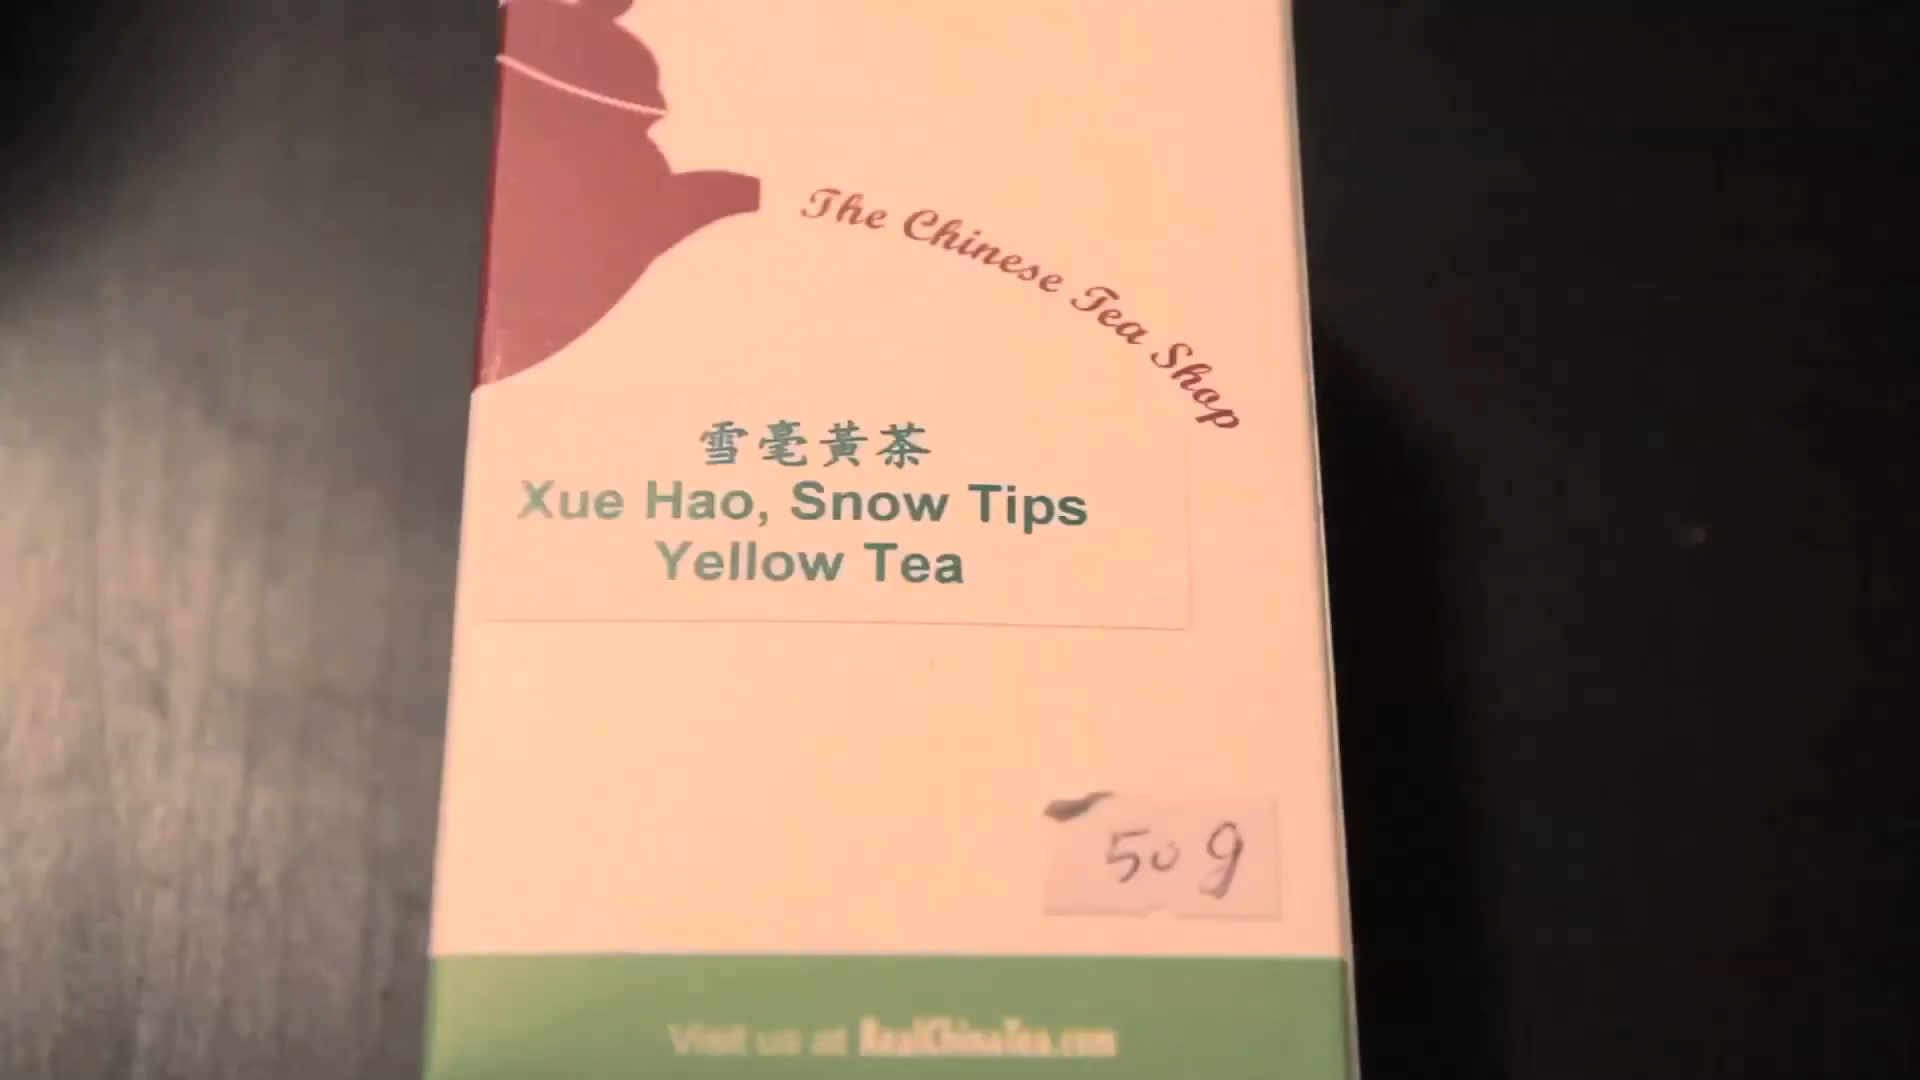 The Chinese Tea Shop
雪毫黃茶
Xue Hao, Snow Tips
Yellow Tea
50 g
Visit us at RealChinaTea.com